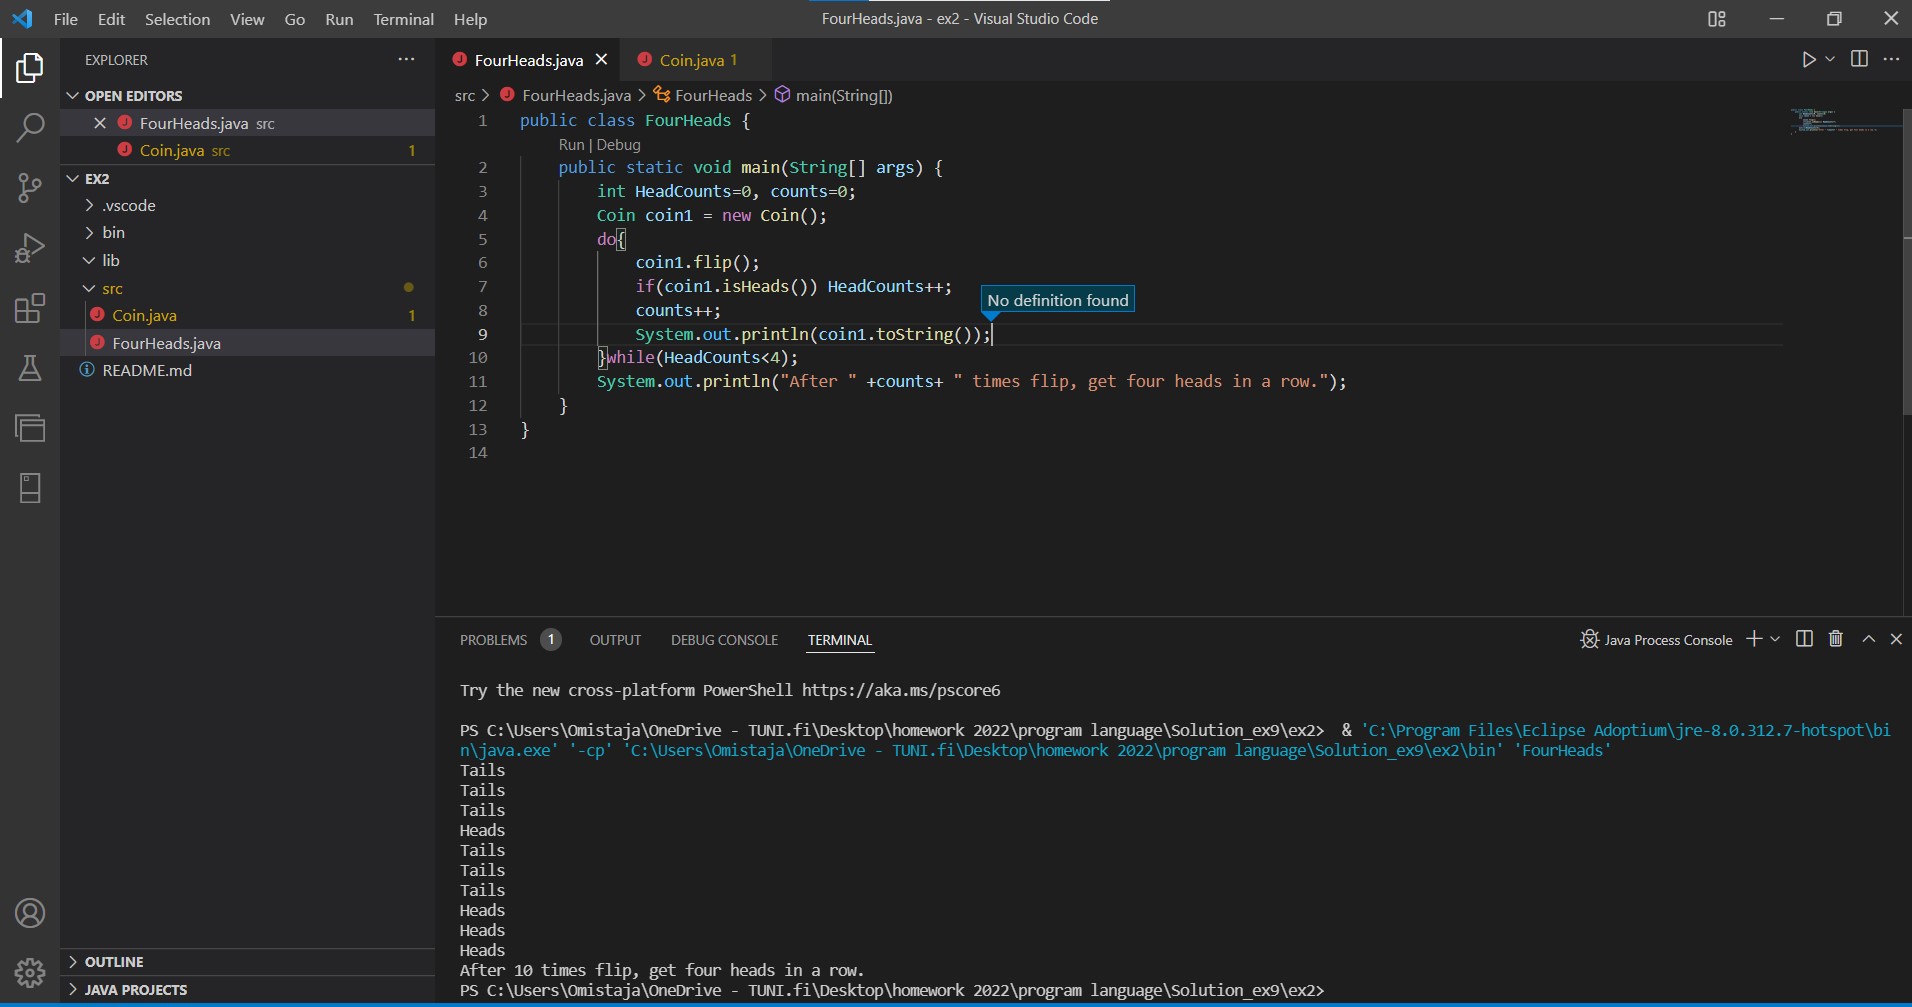 File Edit Selection View Go Run Terminal Help
FourHeads.java - ex2 - Visual Studio Code
EXPLORER
OPEN EDITORS
FourHeads.java src
Coin.java src 1
EX2
.vscode
bin
lib
src
Coin.java 1
FourHeads.java
README.md
OUTLINE
JAVA PROJECTS
FourHeads.java
Coin.java 1
src > FourHeads.java > FourHeads > main(String[])
1 public class FourHeads {
Run | Debug
2 public static void main(String[] args) {
3 int HeadCounts=0, counts=0;
4 Coin coin1 = new Coin();
5 do{
6 coin1.flip();
7 if(coin1.isHeads()) HeadCounts++;
No definition found
8 counts++;
9 System.out.println(coin1.toString());
10 }while(HeadCounts<4);
11 System.out.println("After " +counts+ " times flip, get four heads in a row.");
12 }
13 }
14
PROBLEMS 1 OUTPUT DEBUG CONSOLE TERMINAL
Java Process Console
Try the new cross-platform PowerShell https://aka.ms/pscore6
PS C:\Users\Omistaja\OneDrive - TUNI.fi\Desktop\homework 2022\program language\Solution_ex9\ex2> & 'C:\Program Files\Eclipse Adoptium\jre-8.0.312.7-hotspot\bi
n\java.exe' '-cp' 'C:\Users\Omistaja\OneDrive - TUNI.fi\Desktop\homework 2022\program language\Solution_ex9\ex2\bin' 'FourHeads'
Tails
Tails
Tails
Heads
Tails
Tails
Tails
Heads
Heads
Heads
After 10 times flip, get four heads in a row.
PS C:\Users\Omistaja\OneDrive - TUNI.fi\Desktop\homework 2022\program language\Solution_ex9\ex2>